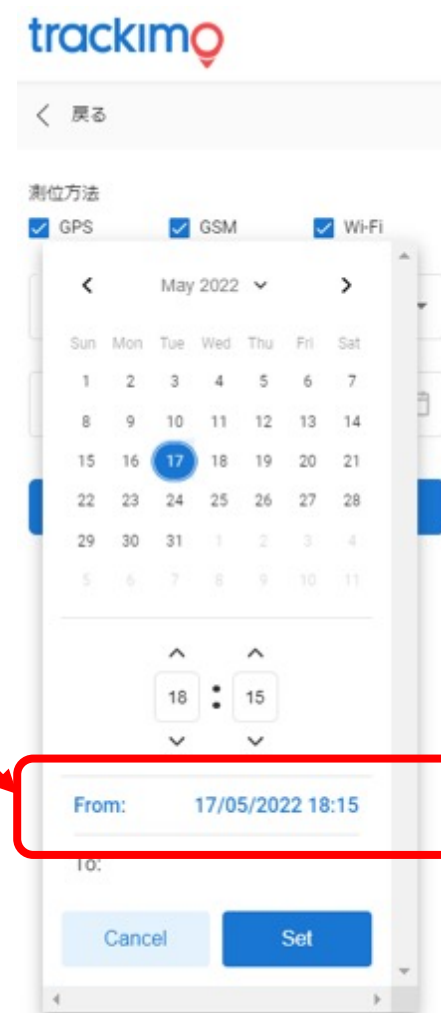 trackimo
戻る
測位方法
GPS GSM Wi-Fi
May 2022
Sun Mon Tue Wed Thu Fri Sat
1 2 3 4 5 6 7
8 9 10 11 12 13 14
15 16 17 18 19 20 21
22 23 24 25 26 27 28
29 30 31 1 2 3 4
5 6 7 8 9 10 11
18 : 15
From: 17/05/2022 18:15
To:
Cancel Set